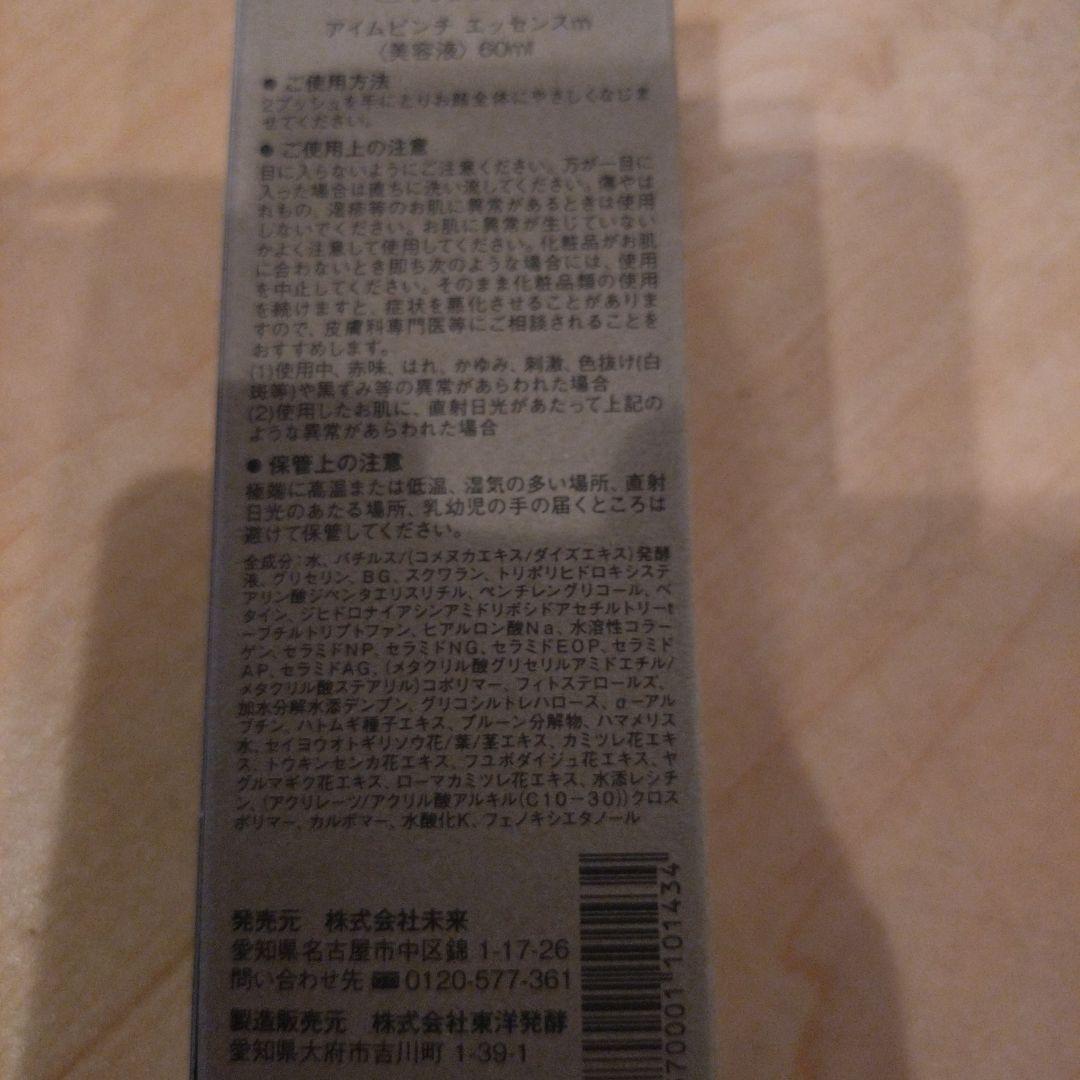 アイムピンチ エッセンスm
〈美容液〉60ml
● ご使用方法
2プッシュを手にとりお顔全体にやさしくなじま
せてください。
● ご使用上の注意
目に入らないようにご注意ください。万が一目に
入った場合は直ちに洗い流してください。傷やは
れもの、湿疹等のお肌に異常があるときは使用
しないでください。お肌に異常が生じていない
かよく注意して使用してください。化粧品がお肌
に合わないとき即ち次のような場合には、使用
を中止してください。そのまま化粧品類の使用
を続けますと、症状を悪化させることがありま
すので、皮膚科専門医等にご相談されることを
おすすめします。
(1)使用中、赤味、はれ、かゆみ、刺激、色抜け(白
斑等)や黒ずみ等の異常があらわれた場合
(2)使用したお肌に、直射日光があたって上記の
ような異常があらわれた場合
● 保管上の注意
極端に高温または低温、湿気の多い場所、直射
日光のあたる場所、乳幼児の手の届くところは
避けて保管してください。
全成分：水、バチルス/(コメヌカエキス/ダイズエキス)発酵
液、グリセリン、BG、スクワラン、トリポリヒドロキシステ
アリン酸ジペンタエリスリチル、ペンチレングリコール、ベ
タイン、ジヒドロナイアシンアミドリボシドアセチルトリーt
ーブチルトリプトファン、ヒアルロン酸Na、水溶性コラー
ゲン、セラミドNP、セラミドNG、セラミドEOP、セラミド
AP、セラミドAG、(メタクリル酸グリセリルアミドエチル/
メタクリル酸ステアリル)コポリマー、フィトステロールズ、
加水分解水添デンプン、グリコシルトレハロース、αーアル
ブチン、ハトムギ種子エキス、プルーン分解物、ハマメリス
水、セイヨウオトギリソウ花/葉/茎エキス、カミツレ花エキ
ス、トウキンセンカ花エキス、フユボダイジュ花エキス、ヤ
グルマギク花エキス、ローマカミツレ花エキス、水添レシチ
ン、(アクリレーツ/アクリル酸アルキル(C10－30))クロス
ポリマー、カルボマー、水酸化K、フェノキシエタノール
発売元 株式会社未来
愛知県名古屋市中区錦 1-17-26
問い合わせ先 0120-577-361
製造販売元 株式会社東洋発酵
愛知県大府市吉川町 1-39-1
70001 101434